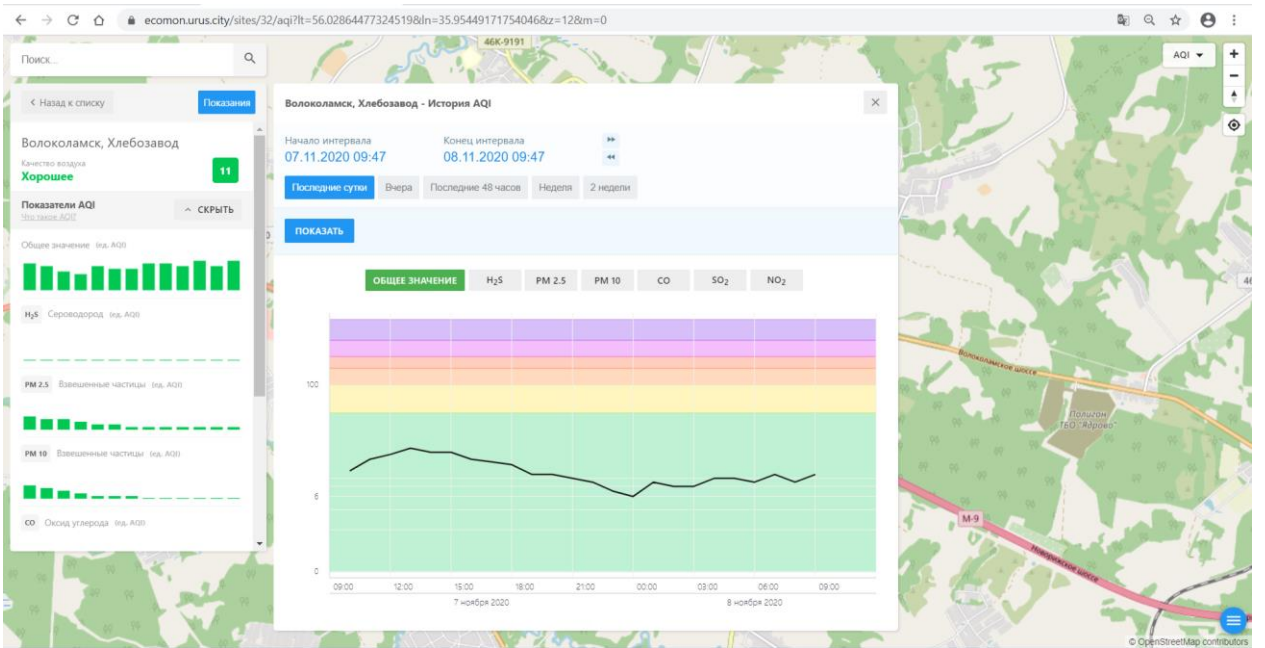 ecomon.urus.city/sites/32/aqi?lt=56.02864477324519&ln=35.95449171754046&z=12&m=0
Поиск...
46К-9191
AQI
+
−
< Назад к списку
Показания
Волоколамск, Хлебозавод
Качество воздуха
Хорошее
11
Показатели AQI
Что такое AQI?
СКРЫТЬ
Общее значение (ед. AQI)
H₂S Сероводород (ед. AQI)
PM 2.5 Взвешенные частицы (ед. AQI)
PM 10 Взвешенные частицы (ед. AQI)
CO Оксид углерода (ед. AQI)
Волоколамск, Хлебозавод - История AQI
Начало интервала Конец интервала
07.11.2020 09:47 08.11.2020 09:47
Последние сутки Вчера Последние 48 часов Неделя 2 недели
ПОКАЗАТЬ
ОБЩЕЕ ЗНАЧЕНИЕ H₂S PM 2.5 PM 10 CO SO₂ NO₂
100
6
0
09:00 12:00 15:00 18:00 21:00 00:00 03:00 06:00 09:00
7 ноября 2020 8 ноября 2020
Волоколамское шоссе
Полигон
ТБО "Ядрово"
46
М-9
Новорижское шоссе
© OpenStreetMap contributors